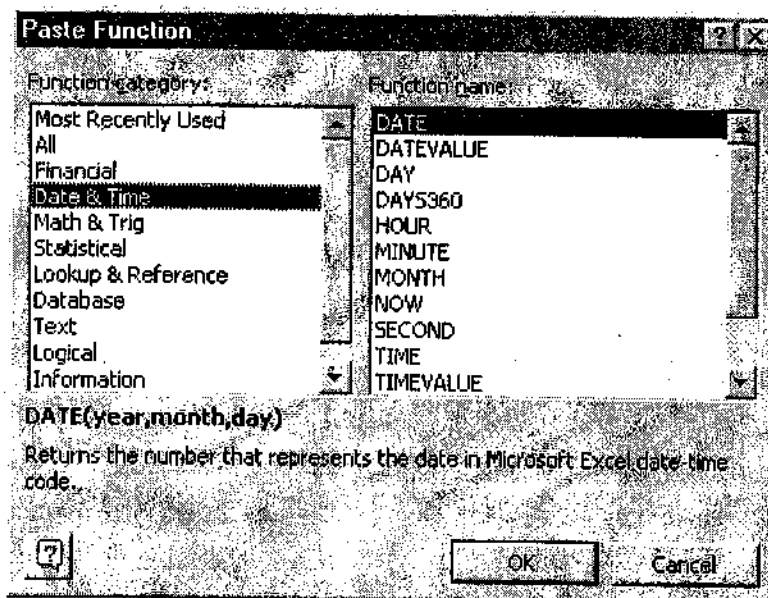 Paste Function
Function category:
Function name:
Most Recently Used
All
Financial
Date & Time
Math & Trig
Statistical
Lookup & Reference
Database
Text
Logical
Information
DATE
DATEVALUE
DAY
DAYS360
HOUR
MINUTE
MONTH
NOW
SECOND
TIME
TIMEVALUE
DATE(year,month,day)
Returns the number that represents the date in Microsoft Excel date-time
code.
OK
Cancel